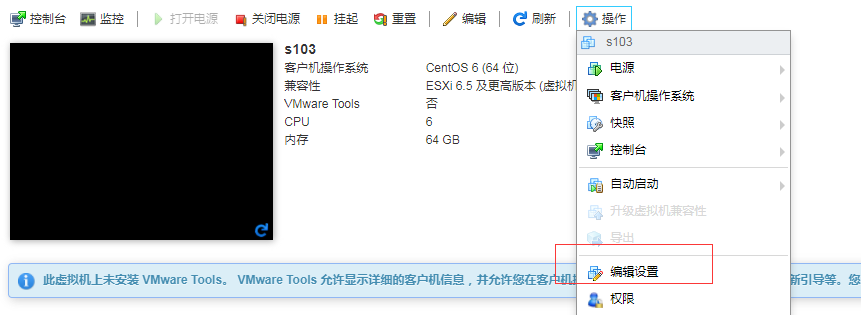 控制台 监控 打开电源 关闭电源 挂起 重置 编辑 刷新 操作
s103
客户机操作系统 CentOS 6 (64 位)
兼容性 ESXi 6.5 及更高版本 (虚拟机
VMware Tools 否
CPU 6
内存 64 GB
s103
电源
客户机操作系统
快照
控制台
自动启动
升级虚拟机兼容性
导出
编辑设置
权限
此虚拟机上未安装 VMware Tools。 VMware Tools 允许显示详细的客户机信息，并允许您在客户机 新引导等。您